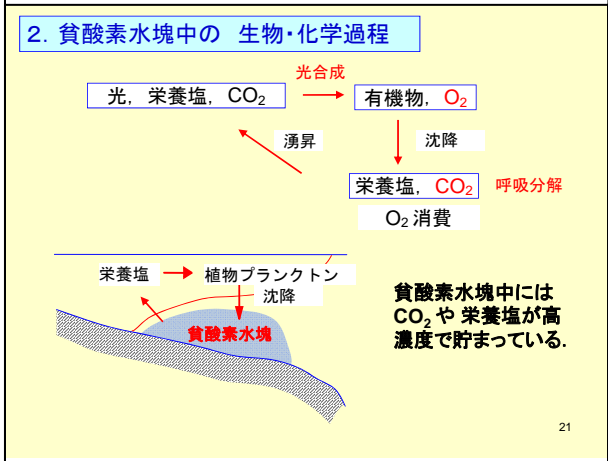 2. 貧酸素水塊中の 生物・化学過程
光合成
光, 栄養塩, CO₂
有機物, O₂
湧昇
沈降
栄養塩, CO₂
呼吸分解
O₂ 消費
栄養塩
植物プランクトン
沈降
貧酸素水塊
貧酸素水塊中には
CO₂ や 栄養塩が高
濃度で貯まっている.
21